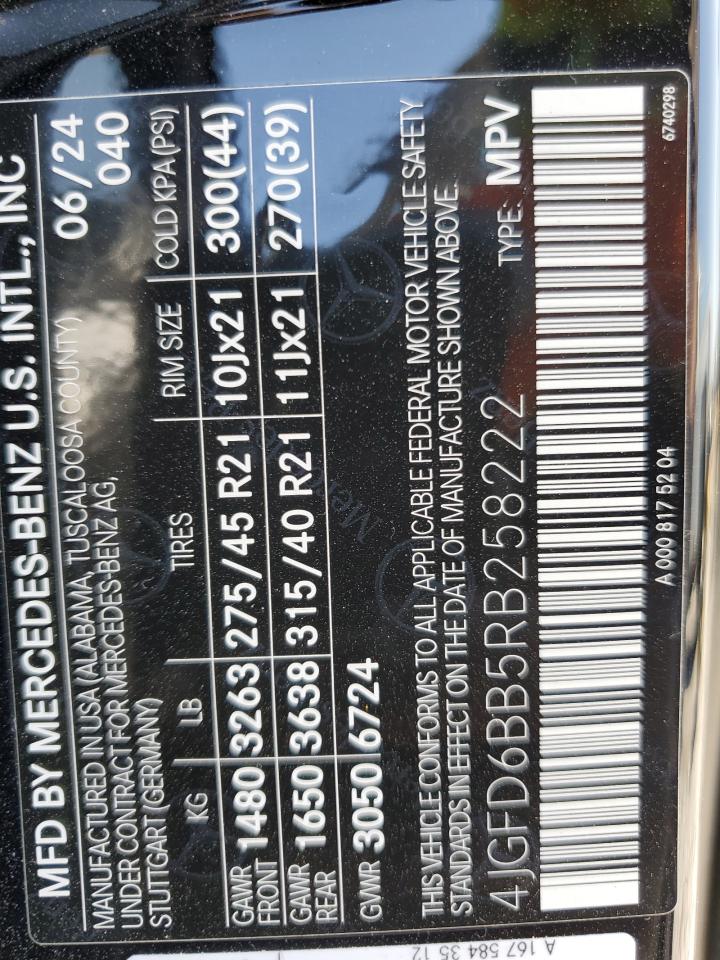 MFD BY MERCEDES-BENZ U.S. INTL., INC
MANUFACTURED IN USA (ALABAMA, TUSCALOOSA COUNTY) 06/24
UNDER CONTRACT FOR MERCEDES-BENZ AG, 040
STUTTGART (GERMANY)
KG LB TIRES RIM SIZE COLD KPA (PSI)
GAWR FRONT 1480 3263 275/45 R21 10Jx21 300(44)
GAWR REAR 1650 3638 315/40 R21 11Jx21 270(39)
GVWR 3050 6724
THIS VEHICLE CONFORMS TO ALL APPLICABLE FEDERAL MOTOR VEHICLE SAFETY
STANDARDS IN EFFECT ON THE DATE OF MANUFACTURE SHOWN ABOVE.
4JGFD6BB5RB258222 TYPE: MPV
A 000 817 52 04 6740298
A 167 584 35 12